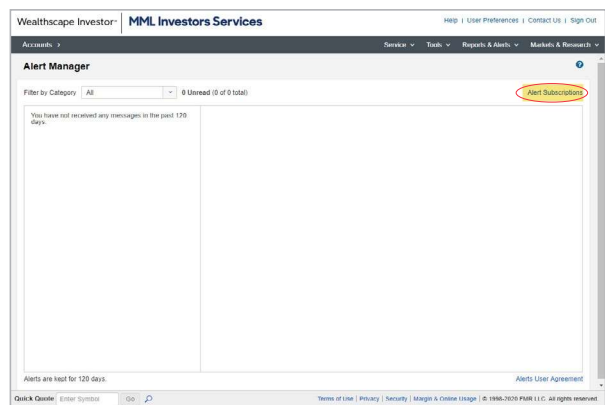 Wealthscape Investor℠ MML Investors Services
Help | User Preferences | Contact Us | Sign Out
Accounts > Service Tools Reports & Alerts Markets & Research
Alert Manager
Filter by Category All 0 Unread (0 of 0 total) Alert Subscriptions
You have not received any messages in the past 120
days.
Alerts are kept for 120 days. Alerts User Agreement
Quick Quote Enter Symbol Go Terms of Use | Privacy | Security | Margin & Online Usage | © 1998-2020 FMR LLC. All rights reserved.